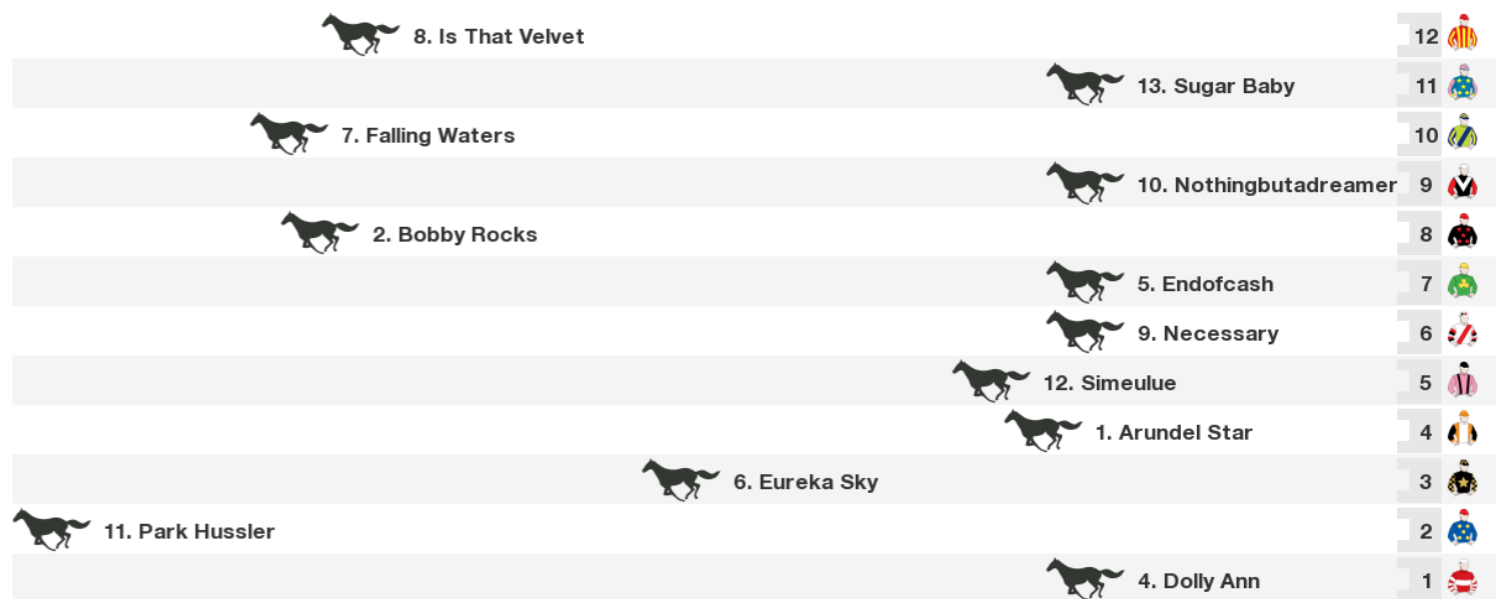 8. Is That Velvet 12
13. Sugar Baby 11
7. Falling Waters 10
10. Nothingbutadreamer 9
2. Bobby Rocks 8
5. Endofcash 7
9. Necessary 6
12. Simeulue 5
1. Arundel Star 4
6. Eureka Sky 3
11. Park Hussler 2
4. Dolly Ann 1